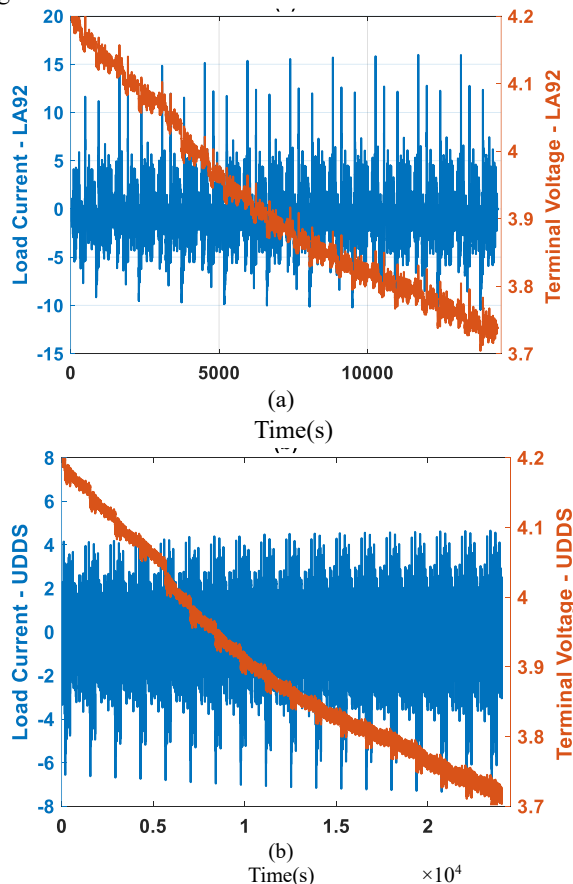 20
15
10
5
0
-5
-10
-15
Load Current - LA92
4.2
4.1
4
3.9
3.8
3.7
Terminal Voltage - LA92
0 5000 10000
(a)
Time(s)
8
6
4
2
0
-2
-4
-6
-8
Load Current - UDDS
4.2
4.1
4
3.9
3.8
3.7
Terminal Voltage - UDDS
0 0.5 1 1.5 2
(b)
Time(s) ×10⁴